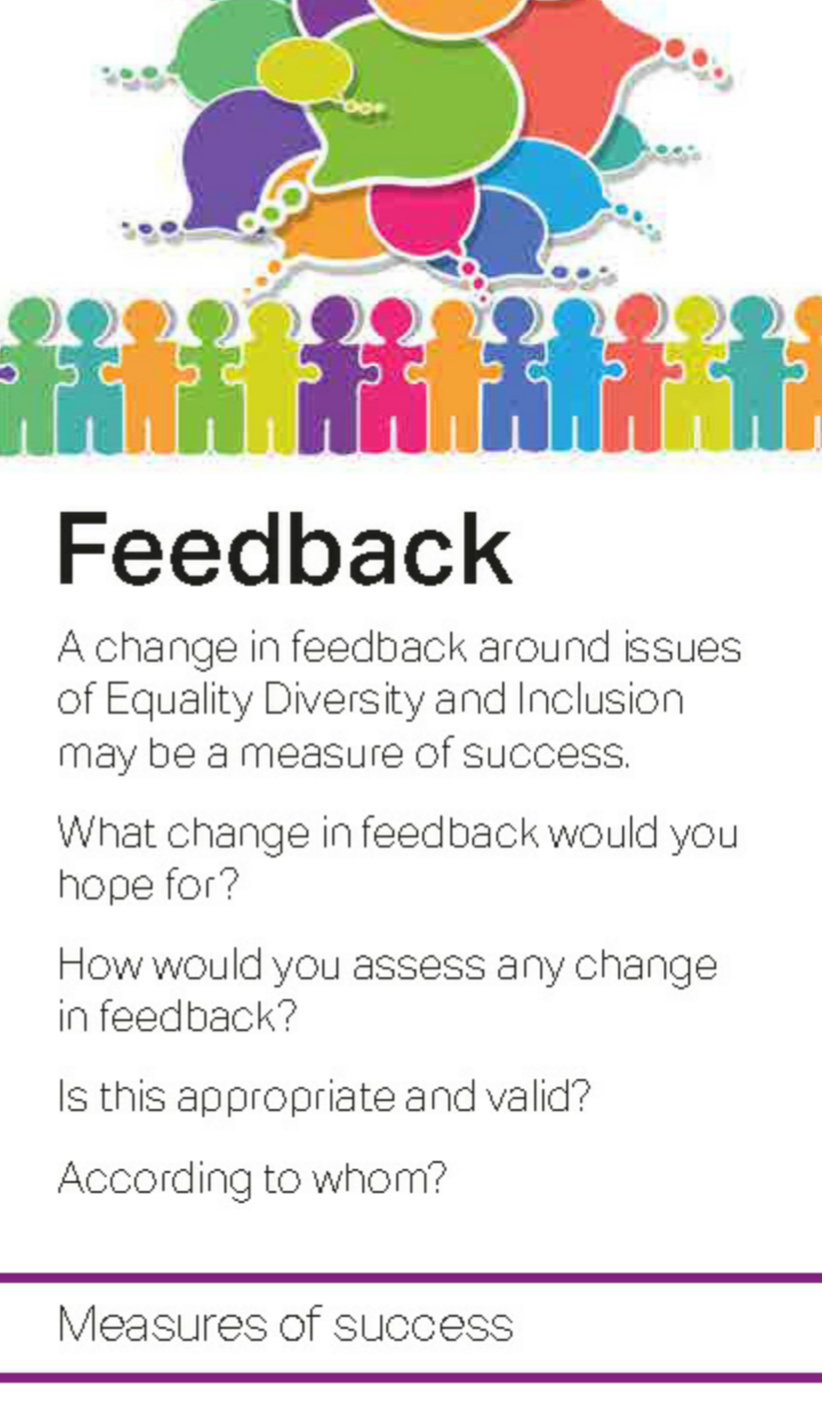 Feedback
A change in feedback around issues
of Equality Diversity and Inclusion
may be a measure of success.
What change in feedback would you
hope for?
How would you assess any change
in feedback?
Is this appropriate and valid?
According to whom?
Measures of success